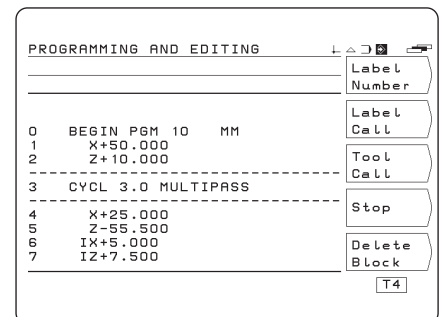 PROGRAMMING AND EDITING
Label
Number
Label
Call
Tool
Call
Stop
Delete
Block
T4
0 BEGIN PGM 10 MM
1 X+50.000
2 Z+10.000
3 CYCL 3.0 MULTIPASS
4 X+25.000
5 Z-55.500
6 IX+5.000
7 IZ+7.500